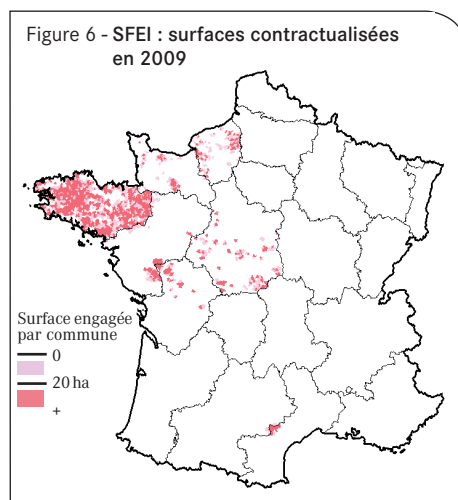 Figure 6 - SFEI : surfaces contractualisées
en 2009
Surface engagée
par commune
0
20 ha
+